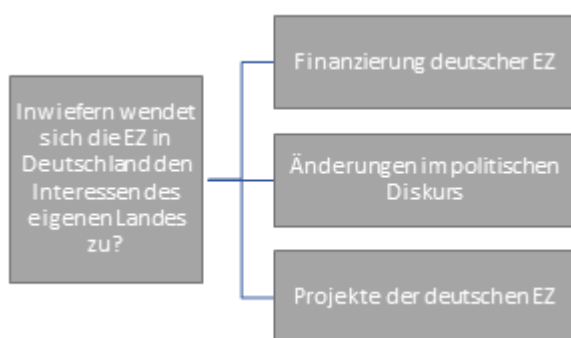 Inwiefern wendet
sich die EZ in
Deutschland den
Interessen des
eigenen Landes
zu?
Finanzierung deutscher EZ
Änderungen im politischen
Diskurs
Projekte der deutschen EZ